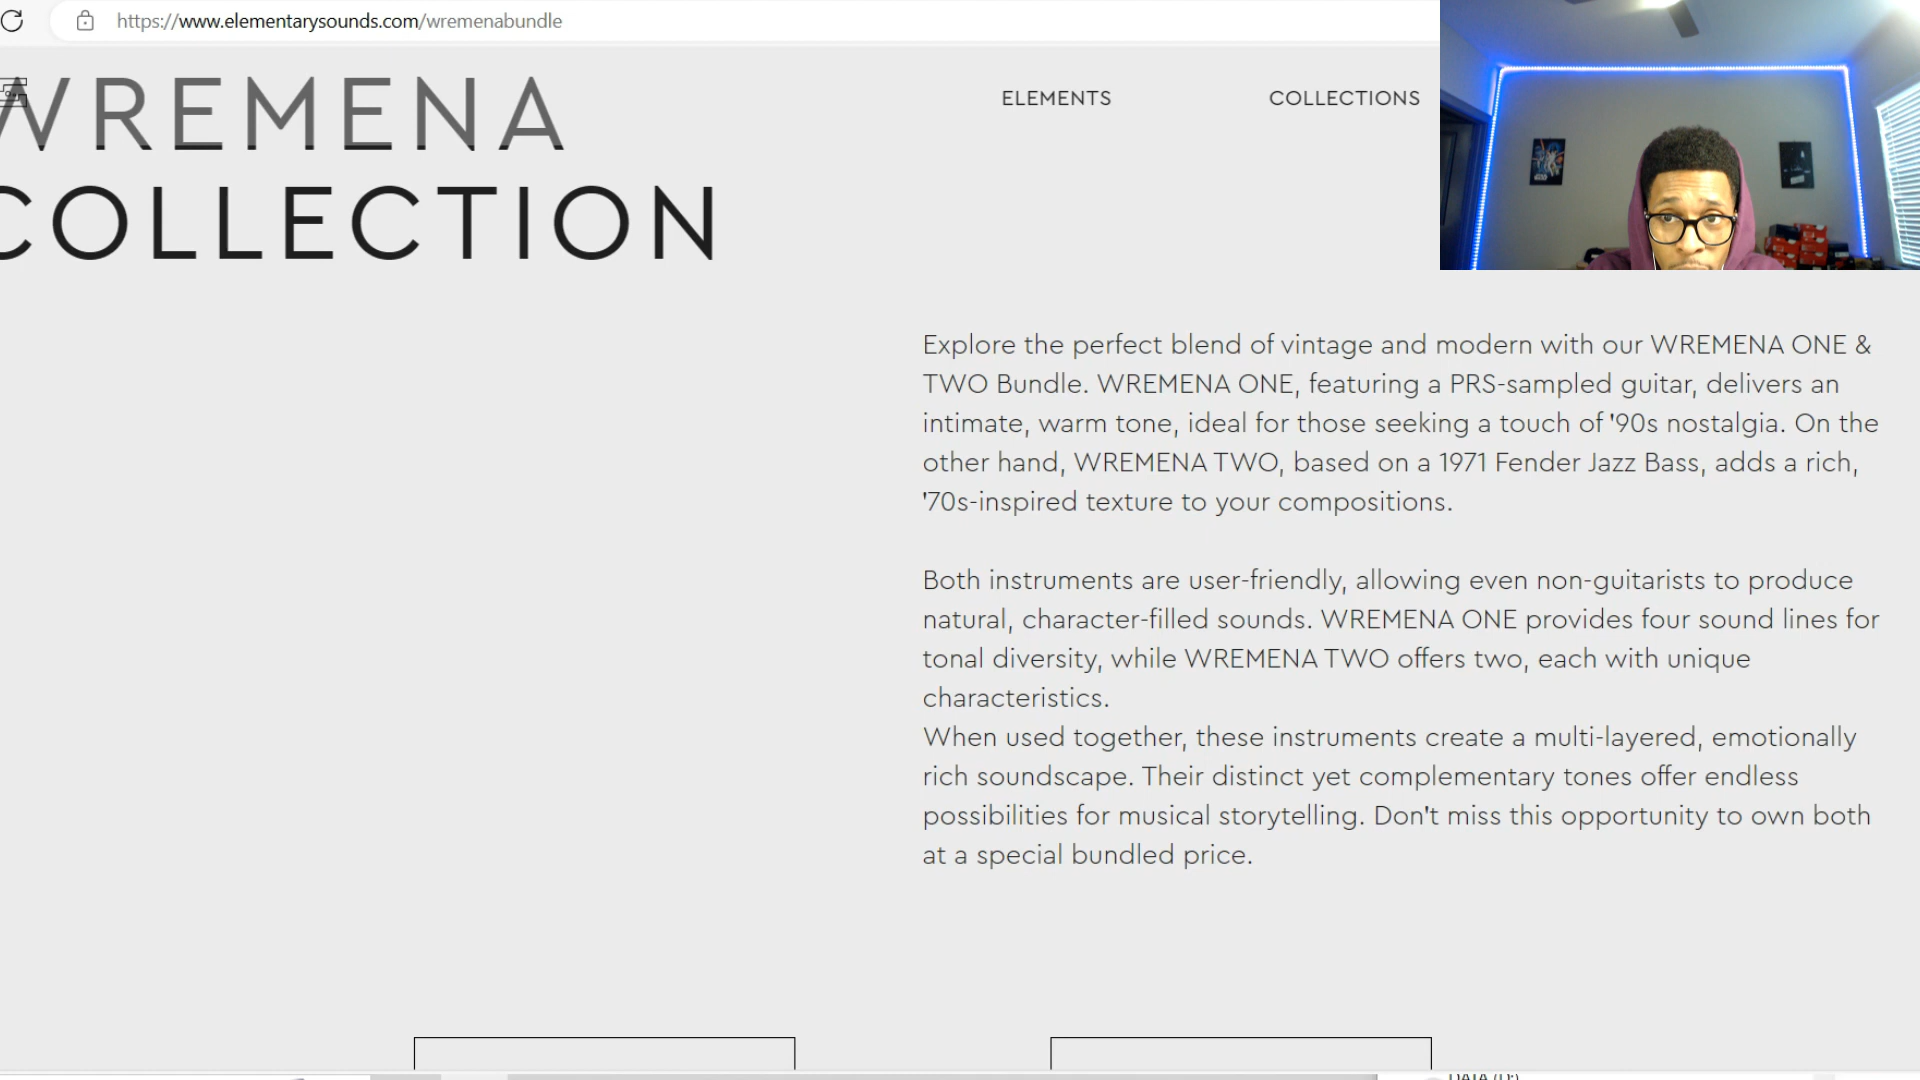 https://www.elementarysounds.com/wremenabundle
WREMENA
COLLECTION
ELEMENTS
COLLECTIONS
Explore the perfect blend of vintage and modern with our WREMENA ONE &
TWO Bundle. WREMENA ONE, featuring a PRS-sampled guitar, delivers an
intimate, warm tone, ideal for those seeking a touch of '90s nostalgia. On the
other hand, WREMENA TWO, based on a 1971 Fender Jazz Bass, adds a rich,
'70s-inspired texture to your compositions.
Both instruments are user-friendly, allowing even non-guitarists to produce
natural, character-filled sounds. WREMENA ONE provides four sound lines for
tonal diversity, while WREMENA TWO offers two, each with unique
characteristics.
When used together, these instruments create a multi-layered, emotionally
rich soundscape. Their distinct yet complementary tones offer endless
possibilities for musical storytelling. Don't miss this opportunity to own both
at a special bundled price.